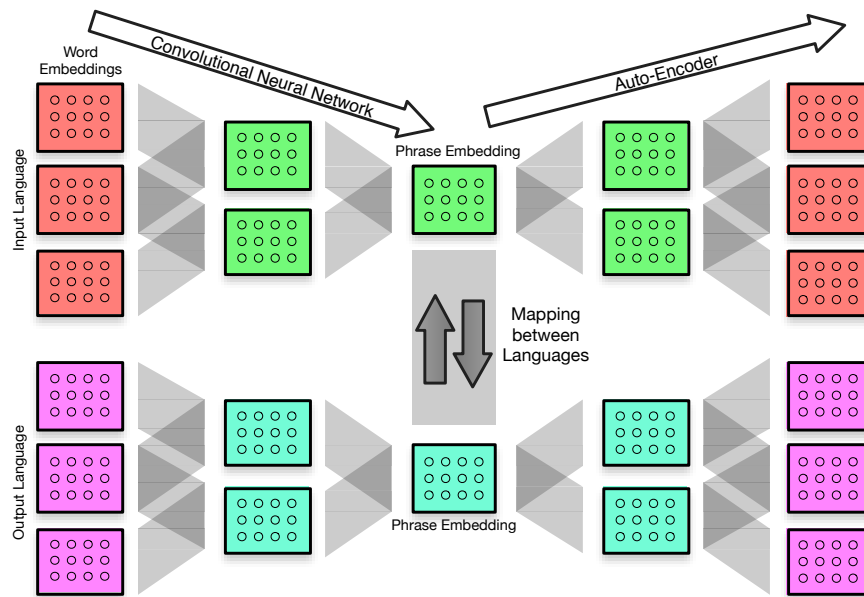 Word
Embeddings
Convolutional Neural Network
Auto-Encoder
Phrase Embedding
Input Language
Mapping
between
Languages
Output Language
Phrase Embedding